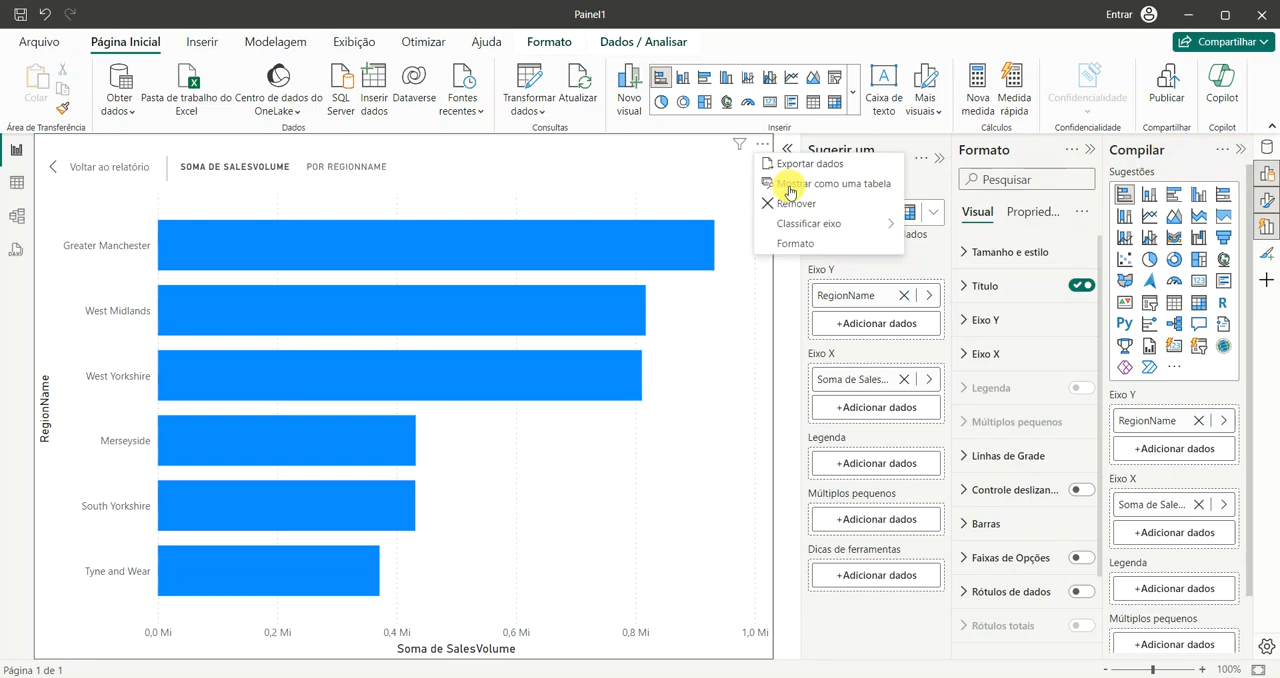 Painel1
Entrar
Arquivo
Página Inicial
Inserir
Modelagem
Exibição
Otimizar
Ajuda
Formato
Dados / Analisar
Compartilhar
Colar
Obter dados
Pasta de trabalho do Excel
Centro de dados do OneLake
SQL Server
Inserir dados
Dataverse
Fontes recentes
Transformar dados
Atualizar
Novo visual
Caixa de texto
Mais visuais
Nova medida
Medida rápida
Confidencialidade
Publicar
Copilot
Área de Transferência
Dados
Consultas
Inserir
Cálculos
Confidencialidade
Compartilhar
Copilot
Voltar ao relatório
SOMA DE SALESVOLUME
POR REGIONNAME
Exportar dados
Mostrar como uma tabela
Remover
Classificar eixo
Formato
RegionName
Greater Manchester
West Midlands
West Yorkshire
Merseyside
South Yorkshire
Tyne and Wear
0,0 Mi
0,2 Mi
0,4 Mi
0,6 Mi
0,8 Mi
1,0 Mi
Soma de SalesVolume
Sugerir um
Eixo Y
RegionName
+Adicionar dados
Eixo X
Soma de Sales...
+Adicionar dados
Legenda
+Adicionar dados
Múltiplos pequenos
+Adicionar dados
Dicas de ferramentas
+Adicionar dados
Formato
Pesquisar
Visual
Propried...
Tamanho e estilo
Título
Eixo Y
Eixo X
Legenda
Múltiplos pequenos
Linhas de Grade
Controle deslizan...
Barras
Faixas de Opções
Rótulos de dados
Rótulos totais
Compilar
Sugestões
R
Py
123
Eixo Y
RegionName
+Adicionar dados
Eixo X
Soma de Sale...
+Adicionar dados
Legenda
+Adicionar dados
Múltiplos pequenos
+Adicionar dados
DAX
Página 1 de 1
100%